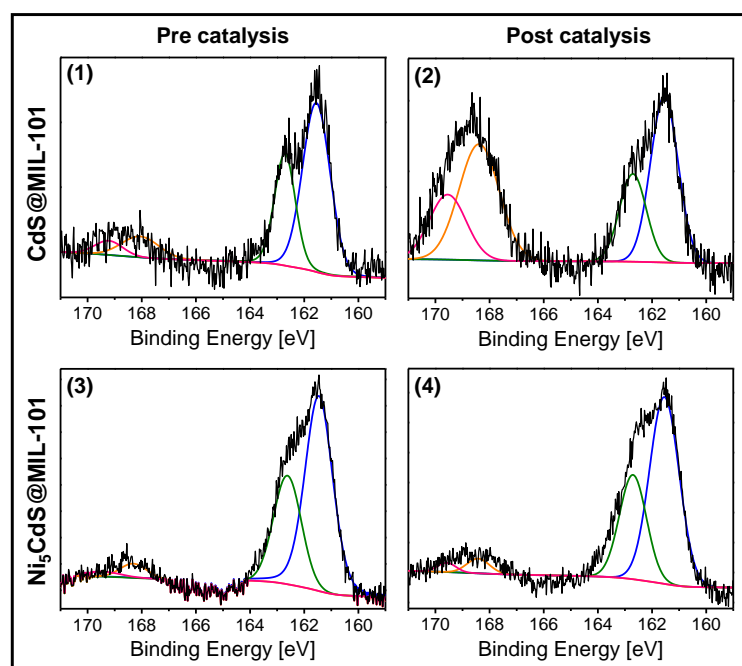 Pre catalysis Post catalysis
CdS@MIL-101
(1) (2)
170 168 166 164 162 160 170 168 166 164 162 160
Binding Energy [eV] Binding Energy [eV]
Ni₅CdS@MIL-101
(3) (4)
170 168 166 164 162 160 170 168 166 164 162 160
Binding Energy [eV] Binding Energy [eV]